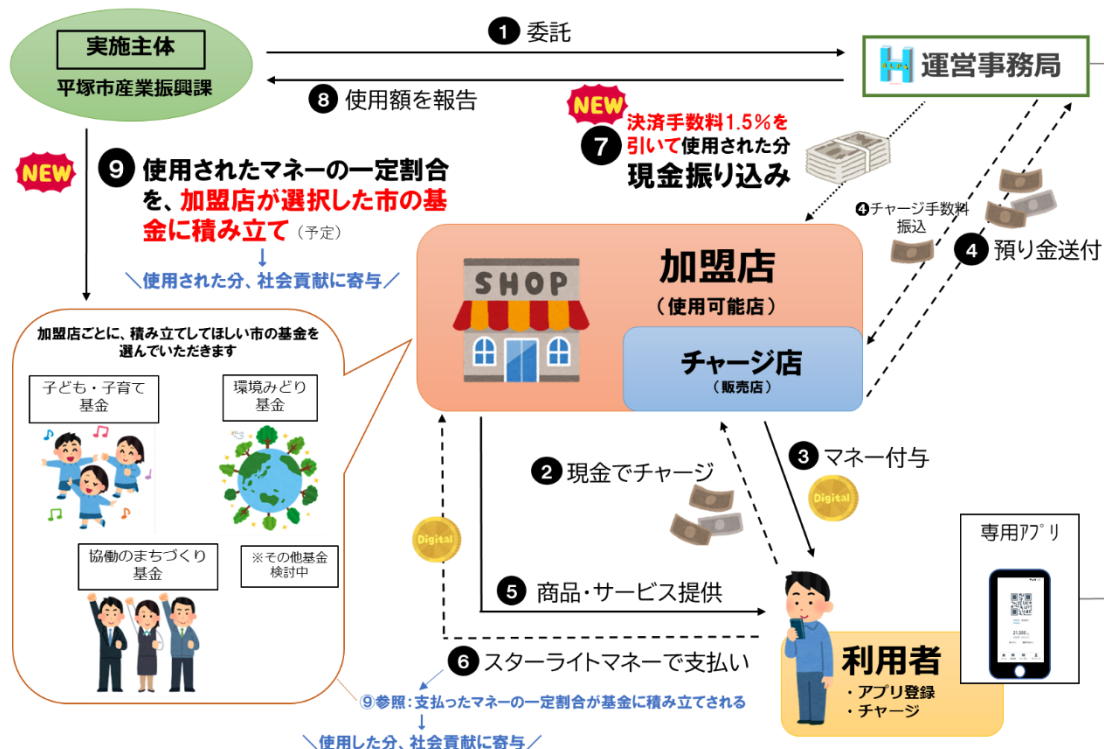 実施主体
平塚市産業振興課
❶ 委託
運営事務局
❽ 使用額を報告
NEW
❼ 決済手数料1.5%を
引いて使用された分
現金振り込み
NEW
❾ 使用されたマネーの一定割合
を、加盟店が選択した市の基
金に積み立て（予定）
＼使用された分、社会貢献に寄与／
❹チャージ手数料
振込
❹ 預り金送付
加盟店
（使用可能店）
SHOP
チャージ店
（販売店）
加盟店ごとに、積み立てしてほしい市の基金を
選んでいただきます
子ども・子育て
基金
環境みどり
基金
協働のまちづくり
基金
※その他基金
検討中
❷ 現金でチャージ
❸ マネー付与
Digital
Digital
❺ 商品・サービス提供
❻ スターライトマネーで支払い
⑨参照：支払ったマネーの一定割合が基金に積み立てされる
＼使用した分、社会貢献に寄与／
利用者
・アプリ登録
・チャージ
専用ｱﾌﾟﾘ